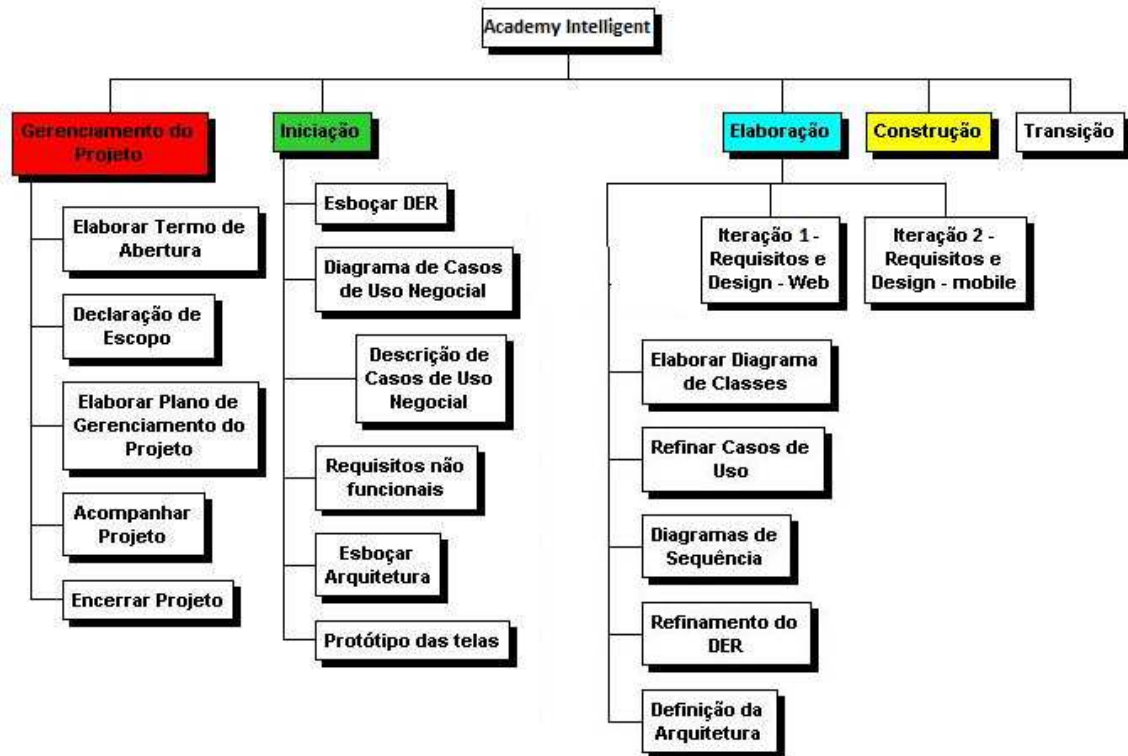 Academy Intelligent
Gerenciamento do
Projeto
Elaborar Termo de
Abertura
Declaração de
Escopo
Elaborar Plano de
Gerenciamento do
Projeto
Acompanhar
Projeto
Encerrar Projeto
Iniciação
Esboçar DER
Diagrama de Casos
de Uso Negocial
Descrição de
Casos de Uso
Negocial
Requisitos não
funcionais
Esboçar
Arquitetura
Protótipo das telas
Elaboração
Iteração 1 -
Requisitos e
Design - Web
Iteração 2 -
Requisitos e
Design - mobile
Elaborar Diagrama
de Classes
Refinar Casos de
Uso
Diagramas de
Sequência
Refinamento do
DER
Definição da
Arquitetura
Construção
Transição